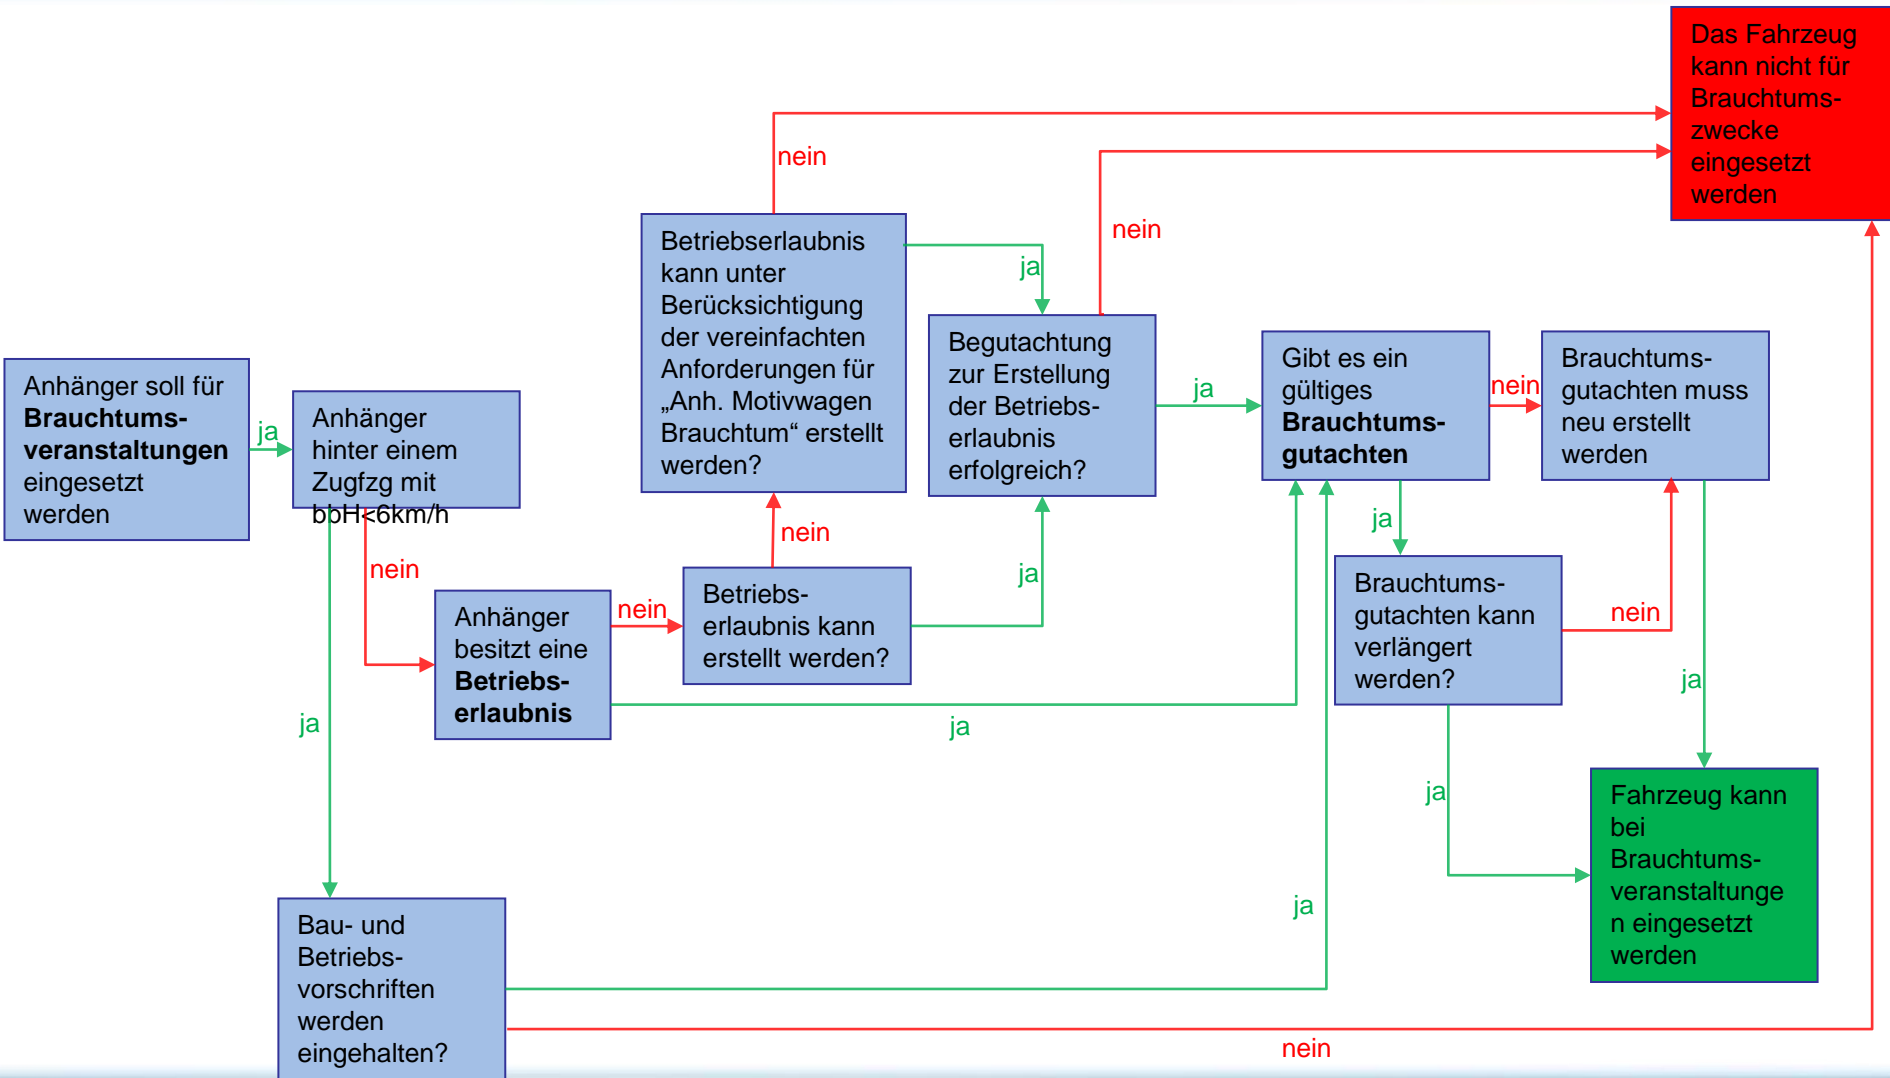 Anhänger soll für
Brauchtums-
veranstaltungen
eingesetzt
werden
ja
Anhänger
hinter einem
Zugfzg mit
bbH<6km/h
nein
ja
Bau- und
Betriebs-
vorschriften
werden
eingehalten?
Anhänger
besitzt eine
Betriebs-
erlaubnis
nein
ja
Betriebs-
erlaubnis kann
erstellt werden?
nein
ja
Betriebserlaubnis
kann unter
Berücksichtigung
der vereinfachten
Anforderungen für
„Anh. Motivwagen
Brauchtum“ erstellt
werden?
nein
ja
Begutachtung
zur Erstellung
der Betriebs-
erlaubnis
erfolgreich?
nein
ja
Gibt es ein
gültiges
Brauchtums-
gutachten
nein
ja
Brauchtums-
gutachten muss
neu erstellt
werden
ja
Brauchtums-
gutachten kann
verlängert
werden?
nein
ja
ja
nein
Fahrzeug kann
bei
Brauchtums-
veranstaltunge
n eingesetzt
werden
Das Fahrzeug
kann nicht für
Brauchtums-
zwecke
eingesetzt
werden